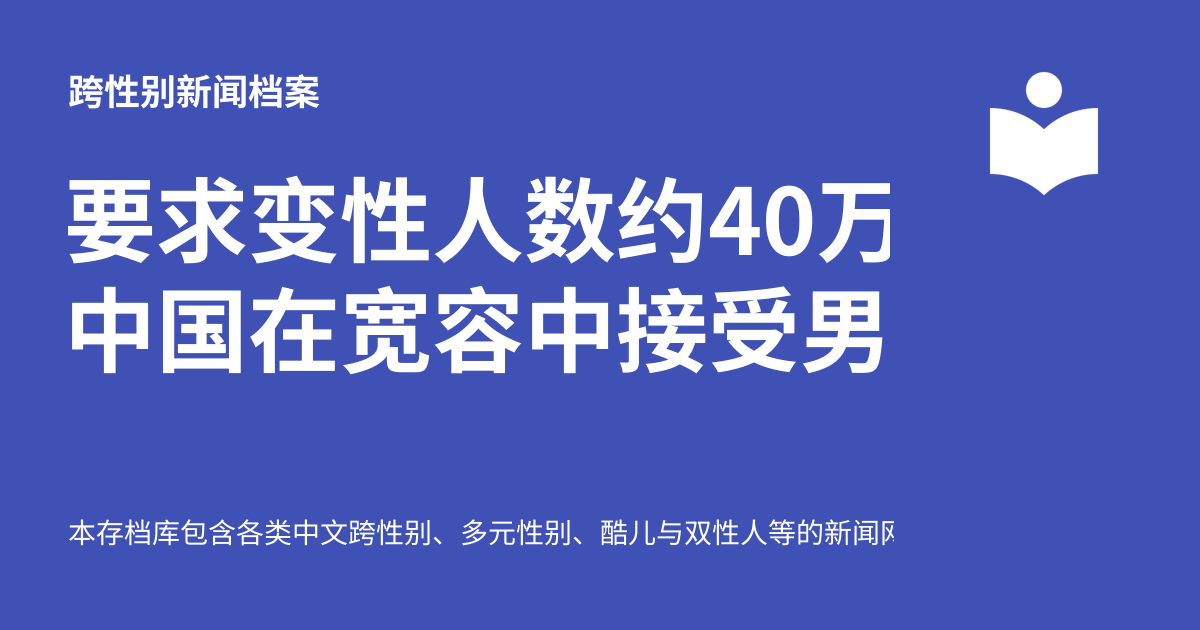 跨性别新闻档案
要求变性人数约40万
中国在宽容中接受男
本存档库包含各类中文跨性别、多元性别、酷儿与双性人等的新闻网